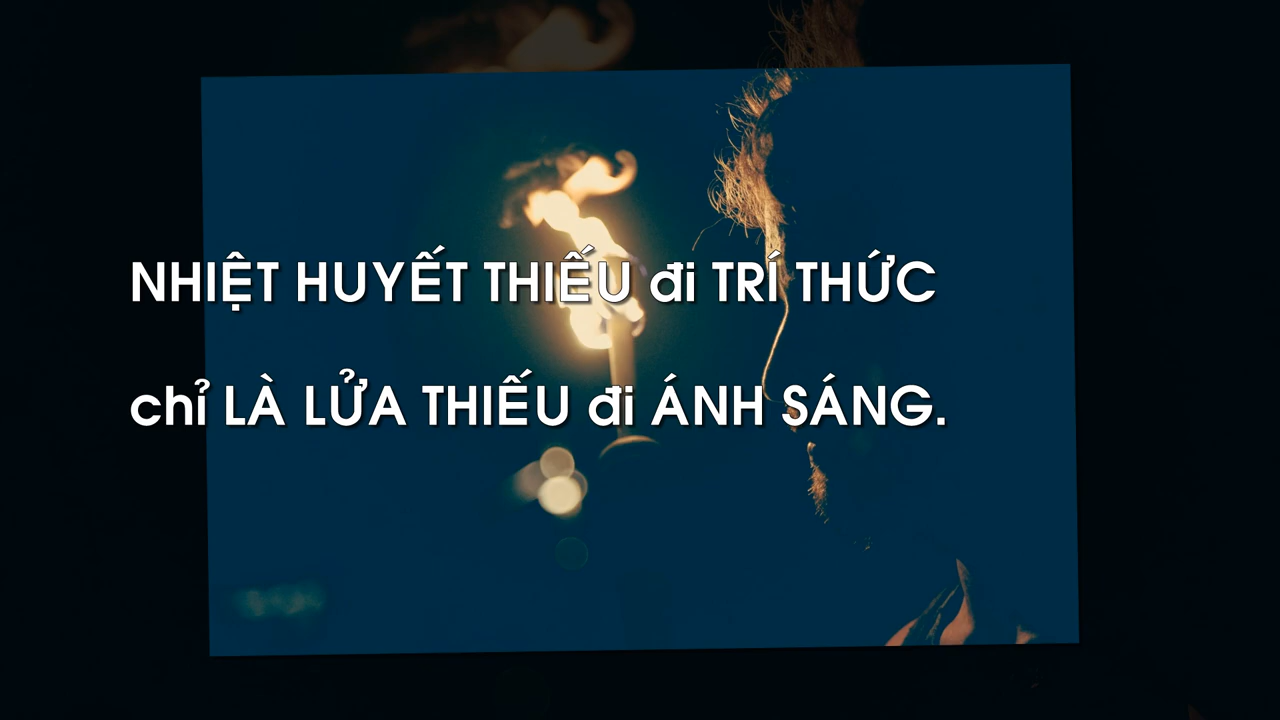 NHIỆT HUYẾT THIẾU đi TRÍ THỨC
chỉ LÀ LỬA THIẾU đi ÁNH SÁNG.